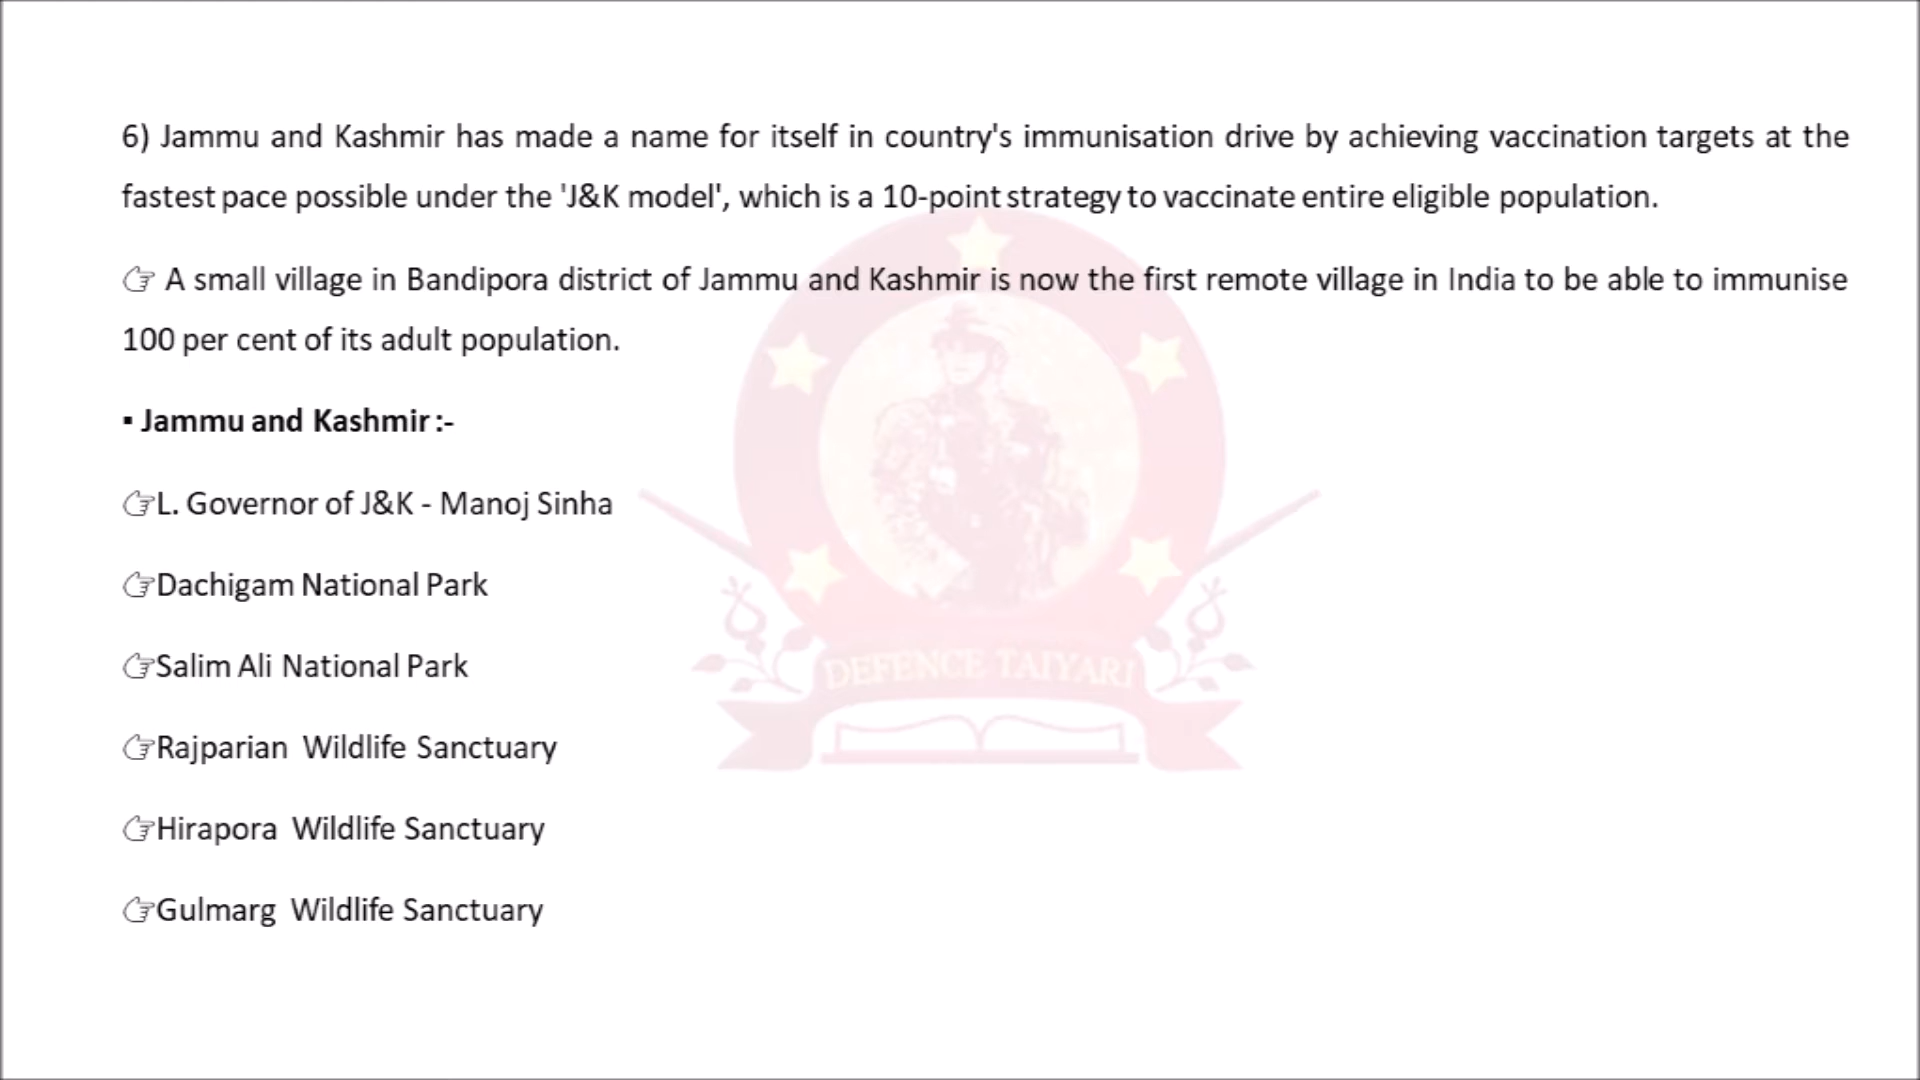 6) Jammu and Kashmir has made a name for itself in country's immunisation drive by achieving vaccination targets at the
fastest pace possible under the 'J&K model', which is a 10-point strategy to vaccinate entire eligible population.
☞ A small village in Bandipora district of Jammu and Kashmir is now the first remote village in India to be able to immunise
100 per cent of its adult population.
▪ Jammu and Kashmir :-
☞L. Governor of J&K - Manoj Sinha
☞Dachigam National Park
☞Salim Ali National Park
DEFENCE TAIYARI
☞Rajparian Wildlife Sanctuary
☞Hirapora Wildlife Sanctuary
☞Gulmarg Wildlife Sanctuary